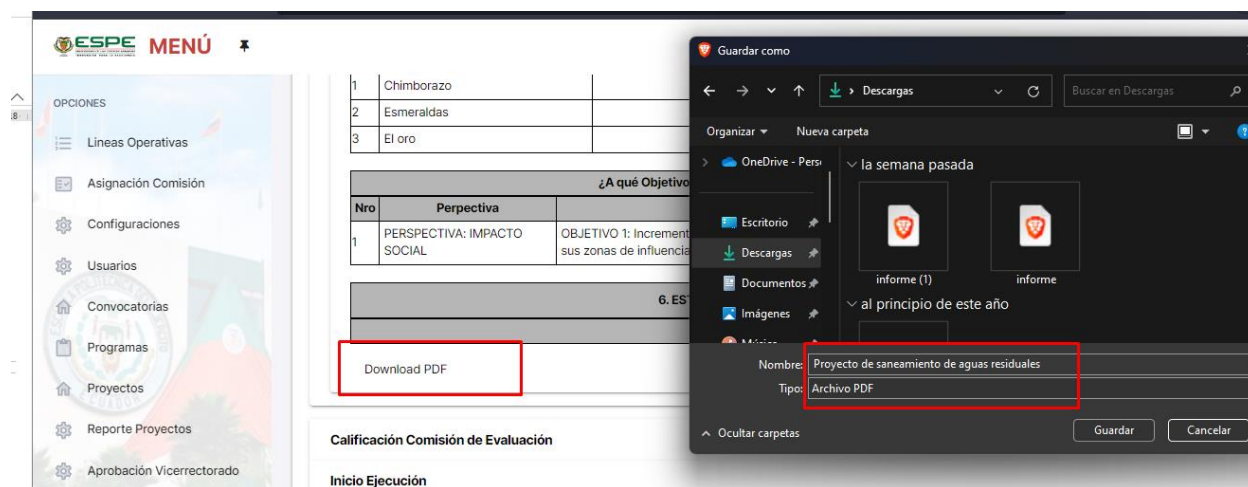 ESPE MENÚ
OPCIONES
Lineas Operativas
Asignación Comisión
Configuraciones
Usuarios
Convocatorias
Programas
Proyectos
Reporte Proyectos
Aprobación Vicerrectorado
1 Chimborazo
2 Esmeraldas
3 El oro
¿A qué Objetivo
Nro Perpectiva
1 PERSPECTIVA: IMPACTO OBJETIVO 1: Increment
SOCIAL sus zonas de influencia
6. EST
Download PDF
Calificación Comisión de Evaluación
Inicio Ejecución
Guardar como
Descargas
Buscar en Descargas
Organizar Nueva carpeta
OneDrive - Perso
Escritorio
Descargas
Documentos
Imágenes
Música
la semana pasada
informe (1) informe
al principio de este año
Nombre: Proyecto de saneamiento de aguas residuales
Tipo: Archivo PDF
Ocultar carpetas
Guardar Cancelar